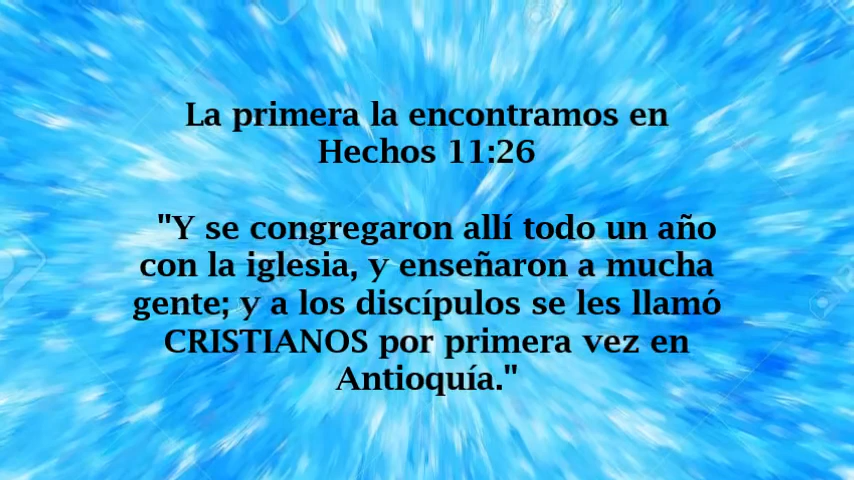 La primera la encontramos en
Hechos 11:26
"Y se congregaron allí todo un año
con la iglesia, y enseñaron a mucha
gente; y a los discípulos se les llamó
CRISTIANOS por primera vez en
Antioquía."